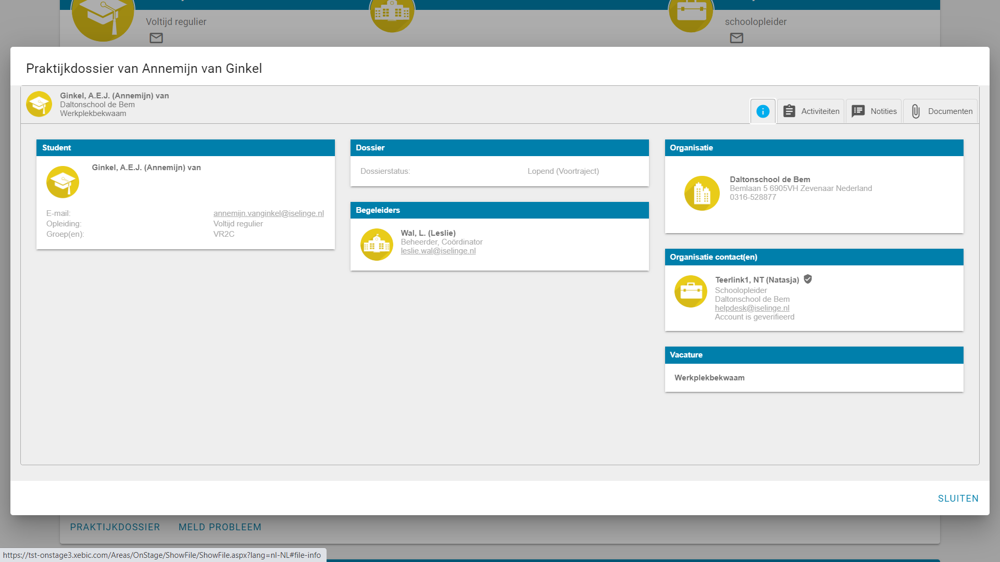 Voltijd regulier
schoolopleider
Praktijkdossier van Annemijn van Ginkel
Ginkel, A.E.J. (Annemijn) van
Daltonschool de Bem
Werkplekbekwaam
Activiteiten
Notities
Documenten
Student
Ginkel, A.E.J. (Annemijn) van
E-mail: annemijn.vanginkel@iselinge.nl
Opleiding: Voltijd regulier
Groep(en): VR2C
Dossier
Dossierstatus: Lopend (Voortraject)
Begeleiders
Wal, L. (Leslie)
Beheerder, Coördinator
leslie.wal@iselinge.nl
Organisatie
Daltonschool de Bem
Bemlaan 5 6905VH Zevenaar Nederland
0316-528877
Organisatie contact(en)
Teerlink1, NT (Natasja)
Schoolopleider
Daltonschool de Bem
helpdesk@iselinge.nl
Account is geverifieerd
Vacature
Werkplekbekwaam
SLUITEN
PRAKTIJKDOSSIER MELD PROBLEEM
https://tst-onstage3.xebic.com/Areas/OnStage/ShowFile/ShowFile.aspx?lang=nl-NL#file-info